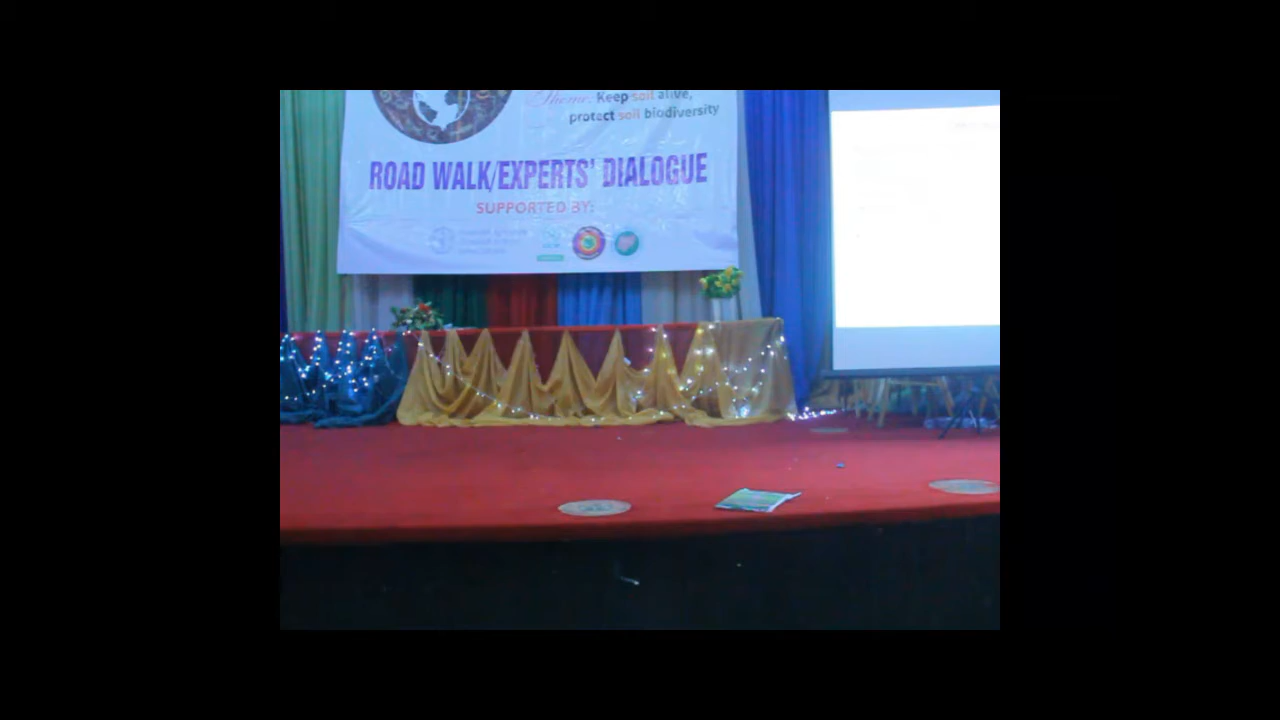 Theme: Keep soil alive,
protect soil biodiversity
ROAD WALK/EXPERTS' DIALOGUE
SUPPORTED BY: